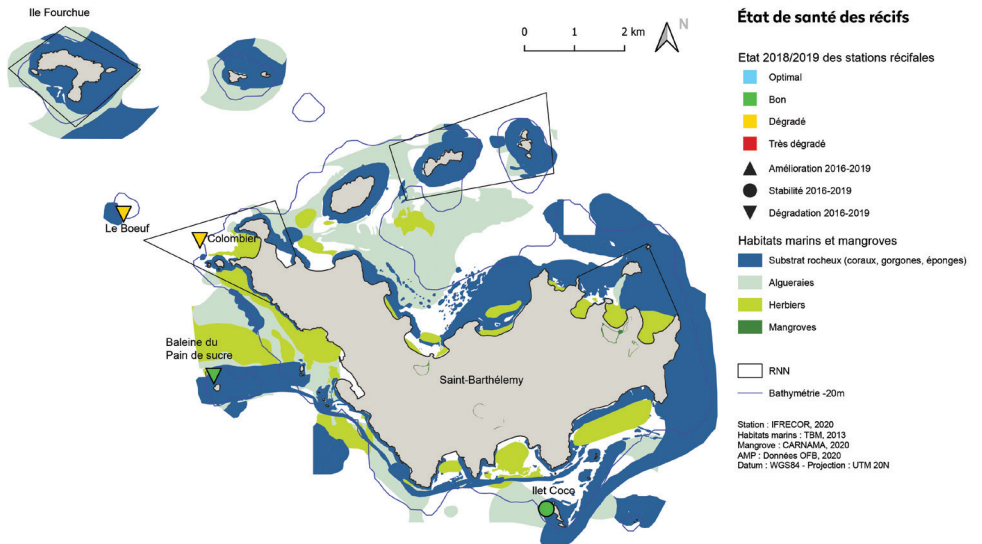 Ile Fourchue
0 1 2 km
N
Le Boeuf
Colombier
Baleine du
Pain de sucre
Saint-Barthélemy
Ilet Coco
État de santé des récifs
Etat 2018/2019 des stations récifales
Optimal
Bon
Dégradé
Très dégradé
Amélioration 2016-2019
Stabilité 2016-2019
Dégradation 2016-2019
Habitats marins et mangroves
Substrat rocheux (coraux, gorgones, éponges)
Algueraies
Herbiers
Mangroves
RNN
Bathymétrie -20m
Station : IFRECOR, 2020
Habitats marins : TBM, 2013
Mangrove : CARNAMA, 2020
AMP : Données OFB, 2020
Datum : WGS84 - Projection : UTM 20N